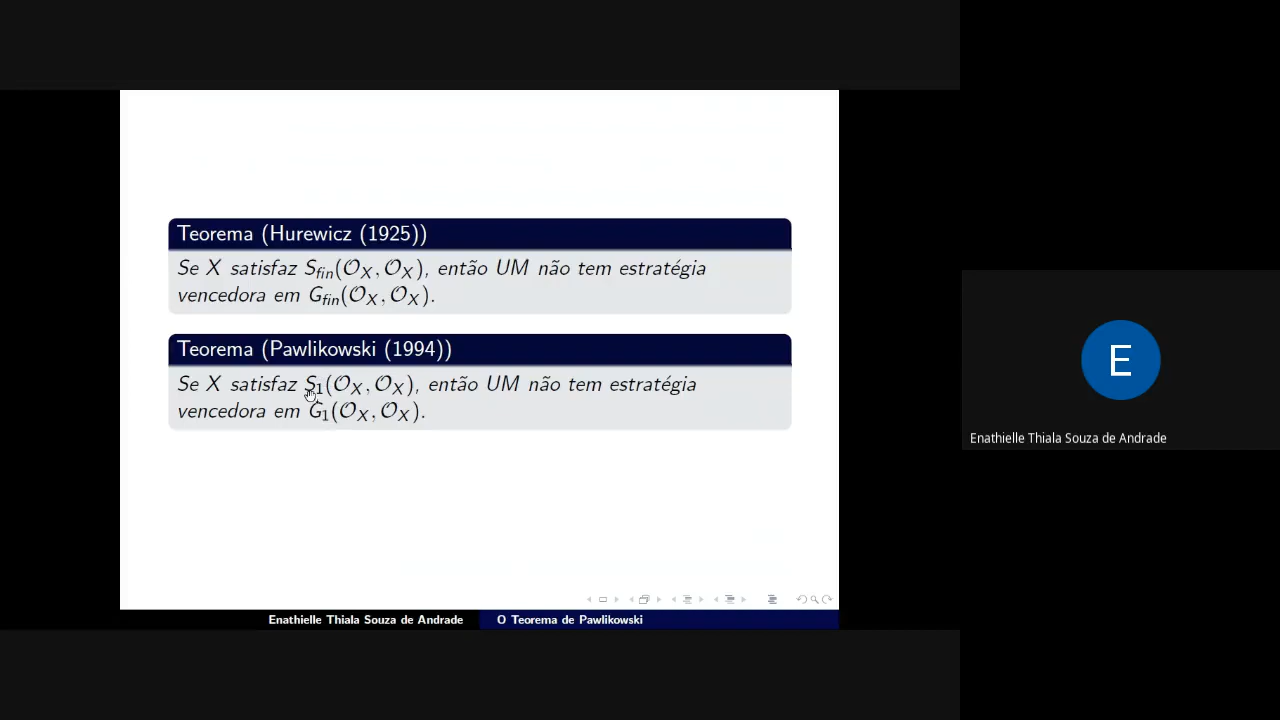 Teorema (Hurewicz (1925))
Se X satisfaz S_fin(𝒪_X, 𝒪_X), então UM não tem estratégia
vencedora em G_fin(𝒪_X, 𝒪_X).
Teorema (Pawlikowski (1994))
Se X satisfaz S_1(𝒪_X, 𝒪_X), então UM não tem estratégia
vencedora em G_1(𝒪_X, 𝒪_X).
E
Enathielle Thiala Souza de Andrade
Enathielle Thiala Souza de Andrade
O Teorema de Pawlikowski